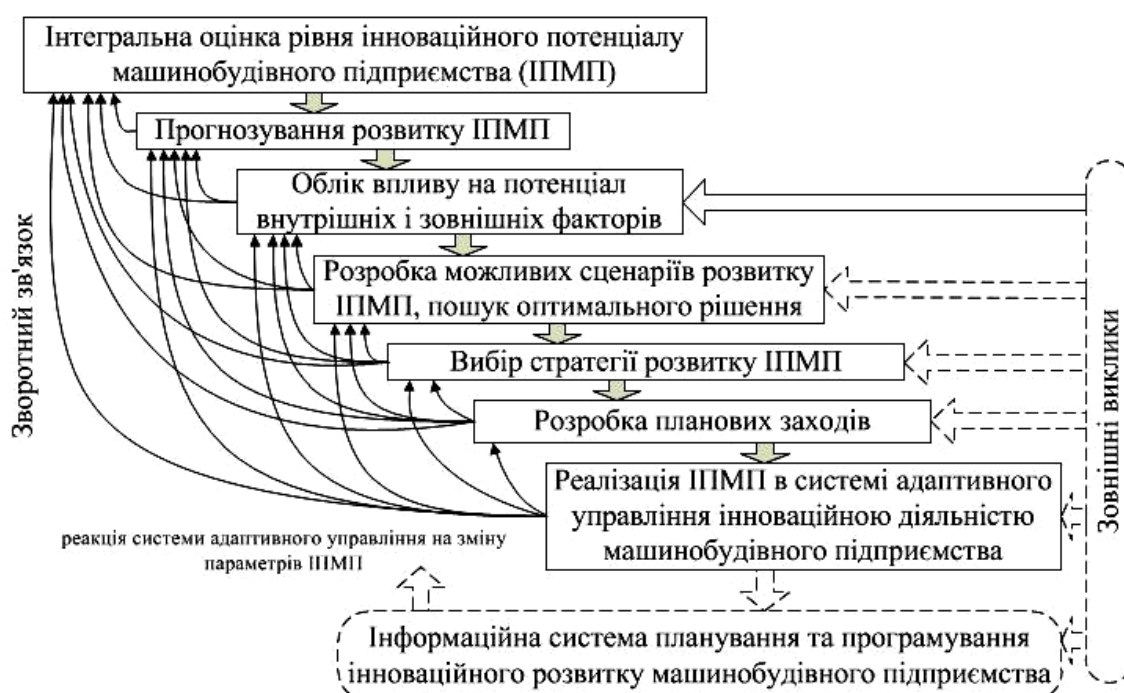 Інтегральна оцінка рівня інноваційного потенціалу
машинобудівного підприємства (ІПМП)
Прогнозування розвитку ІПМП
Облік впливу на потенціал
внутрішніх і зовнішніх факторів
Розробка можливих сценаріїв розвитку
ІПМП, пошук оптимального рішення
Вибір стратегії розвитку ІПМП
Розробка планових заходів
Реалізація ІПМП в системі адаптивного
управління інноваційною діяльністю
машинобудівного підприємства
Зворотний зв'язок
Зовнішні виклики
реакція системи адаптивного управління на зміну
параметрів ІПМП
Інформаційна система планування та програмування
інноваційного розвитку машинобудівного підприємства